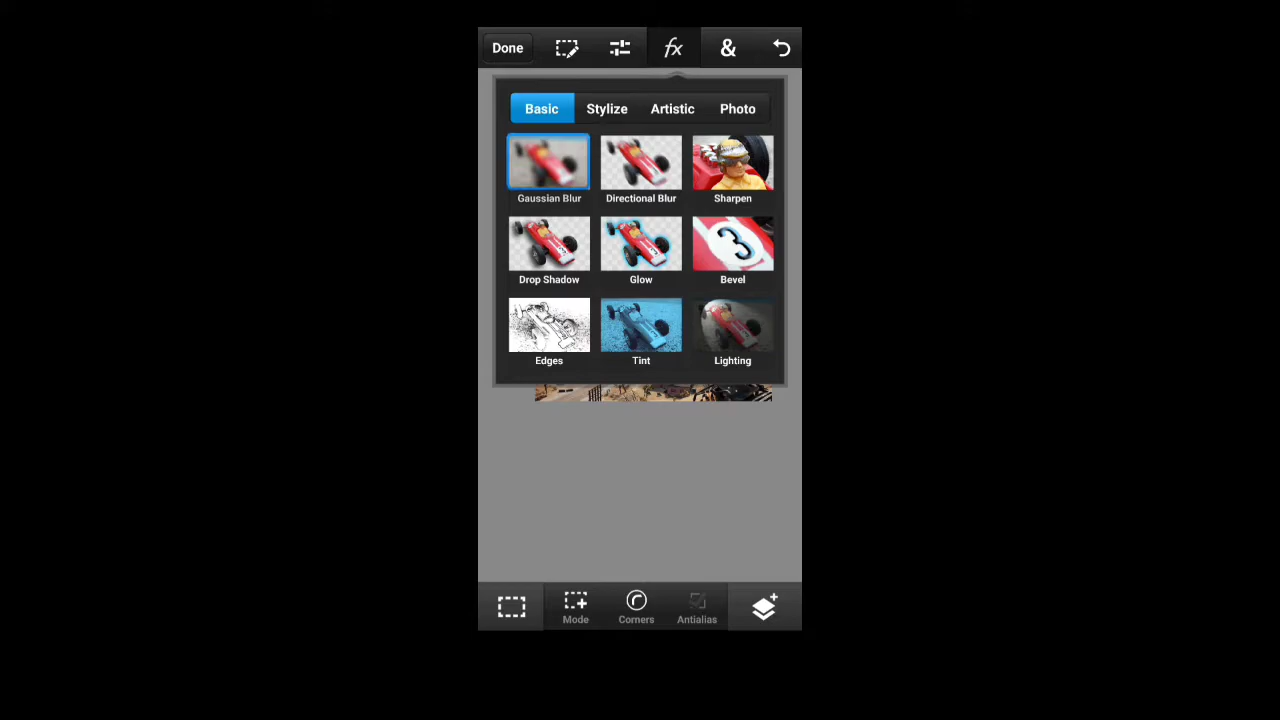 Done fx &
Basic Stylize Artistic Photo
Gaussian Blur Directional Blur Sharpen
3
Drop Shadow Glow Bevel
Edges Tint Lighting
Mode Corners Antialias